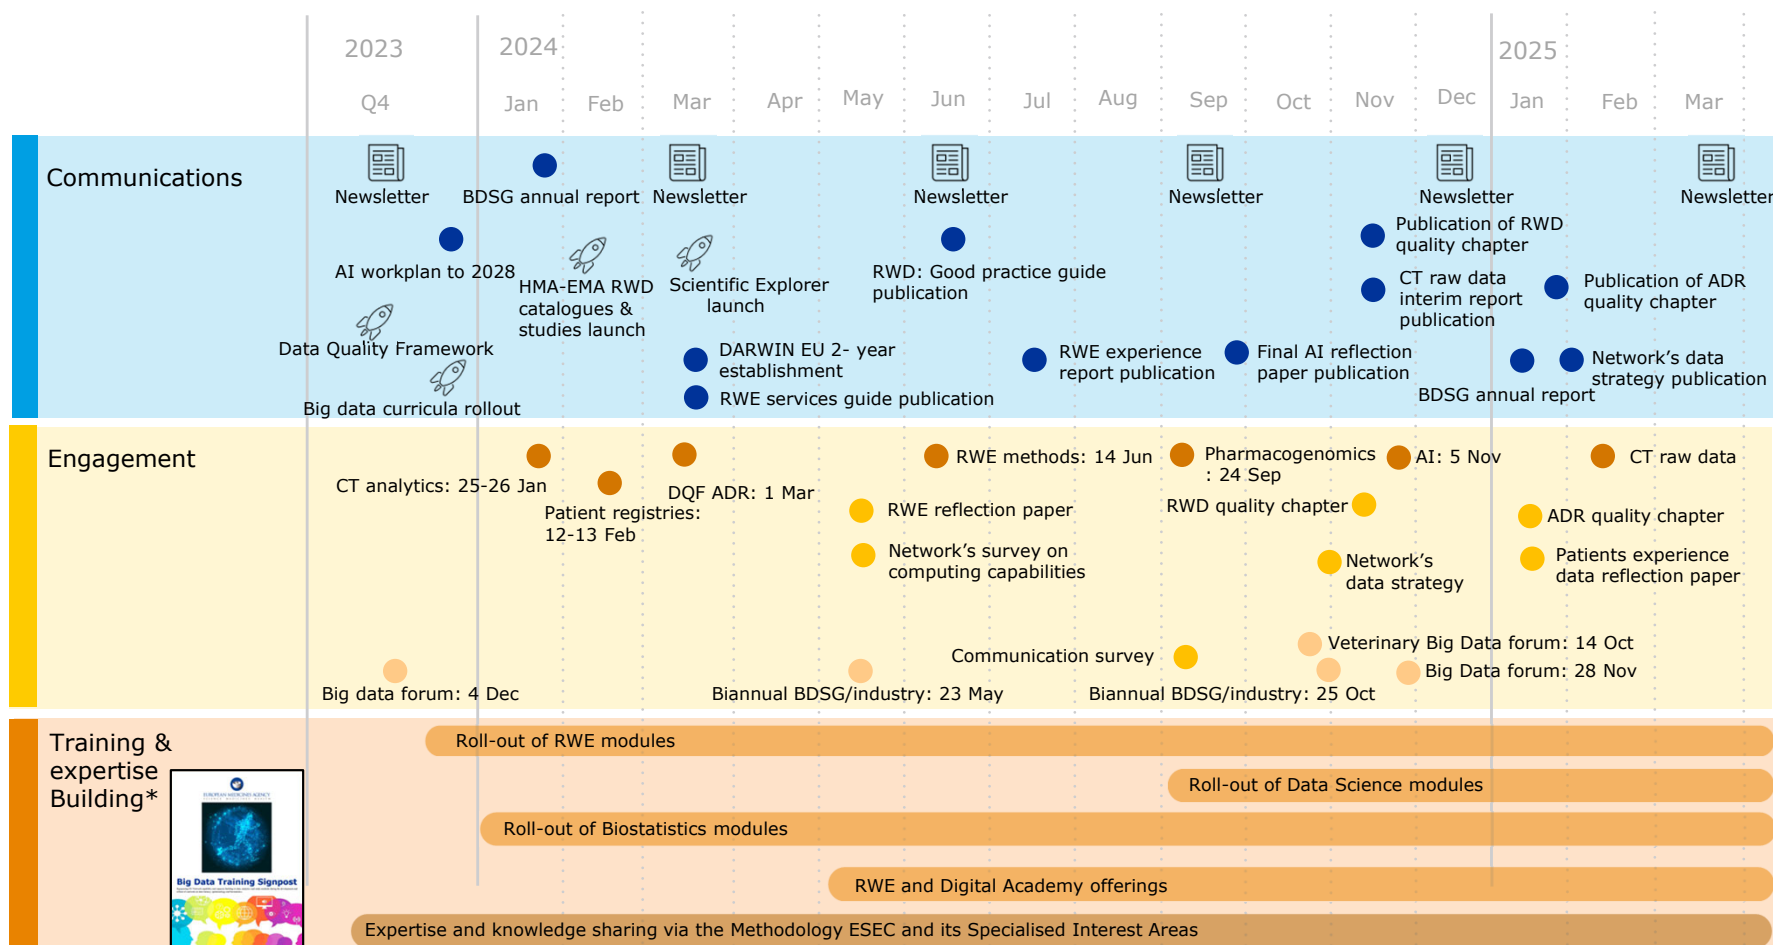 2023
2024
2025
Q4
Jan
Feb
Mar
Apr
May
Jun
Jul
Aug
Sep
Oct
Nov
Dec
Jan
Feb
Mar
Communications
Newsletter
BDSG annual report
Newsletter
Newsletter
Newsletter
Newsletter
Newsletter
AI workplan to 2028
HMA-EMA RWD
catalogues &
studies launch
Scientific Explorer
launch
RWD: Good practice guide
publication
Publication of RWD
quality chapter
CT raw data
interim report
publication
Publication of ADR
quality chapter
Data Quality Framework
Big data curricula rollout
DARWIN EU 2- year
establishment
RWE services guide publication
RWE experience
report publication
Final AI reflection
paper publication
BDSG annual report
Network's data
strategy publication
Engagement
CT analytics: 25-26 Jan
Patient registries:
12-13 Feb
DQF ADR: 1 Mar
RWE methods: 14 Jun
Pharmacogenomics
: 24 Sep
AI: 5 Nov
CT raw data
RWE reflection paper
RWD quality chapter
ADR quality chapter
Network's survey on
computing capabilities
Network's
data strategy
Patients experience
data reflection paper
Communication survey
Veterinary Big Data forum: 14 Oct
Big Data forum: 28 Nov
Big data forum: 4 Dec
Biannual BDSG/industry: 23 May
Biannual BDSG/industry: 25 Oct
Training &
expertise
Building*
EUROPEAN MEDICINES AGENCY
Big Data Training Signpost
Roll-out of RWE modules
Roll-out of Data Science modules
Roll-out of Biostatistics modules
RWE and Digital Academy offerings
Expertise and knowledge sharing via the Methodology ESEC and its Specialised Interest Areas